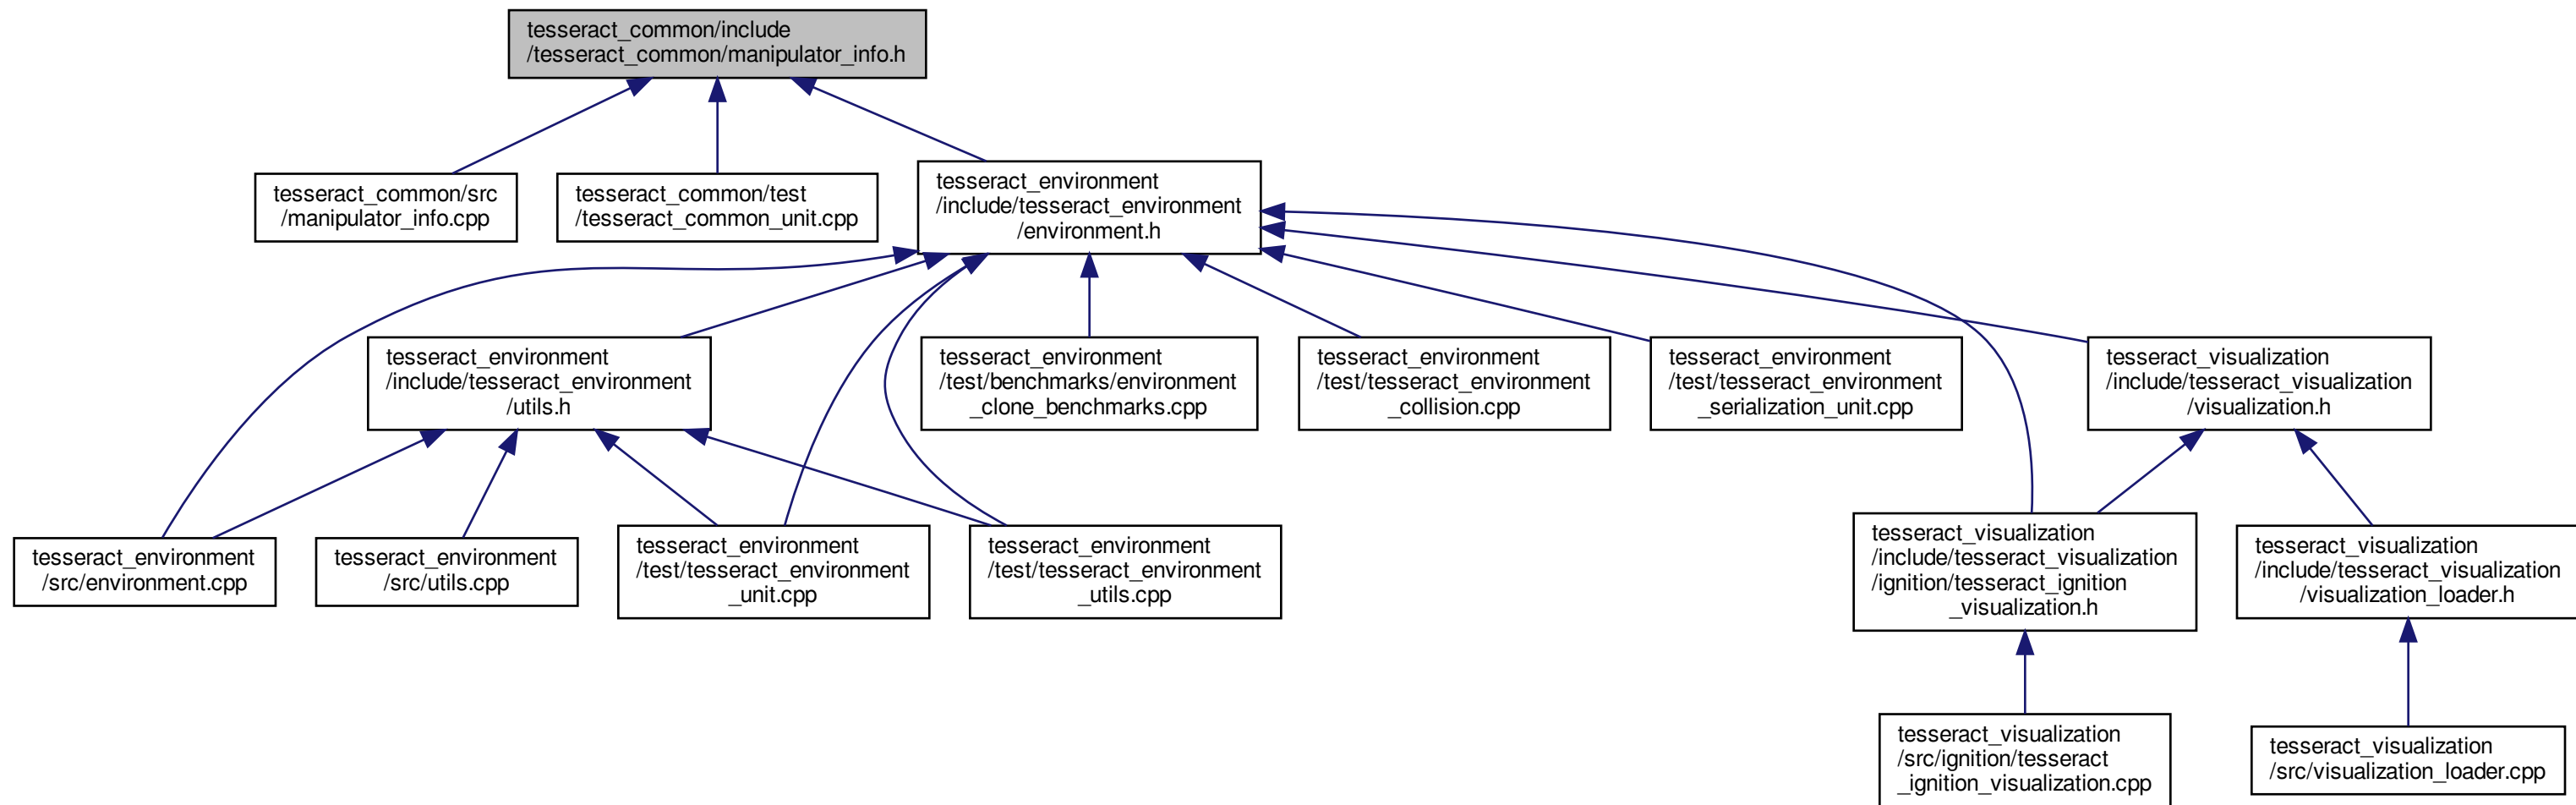 tesseract_common/include
/tesseract_common/manipulator_info.h
tesseract_common/src
/manipulator_info.cpp
tesseract_common/test
/tesseract_common_unit.cpp
tesseract_environment
/include/tesseract_environment
/environment.h
tesseract_environment
/include/tesseract_environment
/utils.h
tesseract_environment
/test/benchmarks/environment
_clone_benchmarks.cpp
tesseract_environment
/test/tesseract_environment
_collision.cpp
tesseract_environment
/test/tesseract_environment
_serialization_unit.cpp
tesseract_visualization
/include/tesseract_visualization
/visualization.h
tesseract_environment
/src/environment.cpp
tesseract_environment
/src/utils.cpp
tesseract_environment
/test/tesseract_environment
_unit.cpp
tesseract_environment
/test/tesseract_environment
_utils.cpp
tesseract_visualization
/include/tesseract_visualization
/ignition/tesseract_ignition
_visualization.h
tesseract_visualization
/include/tesseract_visualization
/visualization_loader.h
tesseract_visualization
/src/ignition/tesseract
_ignition_visualization.cpp
tesseract_visualization
/src/visualization_loader.cpp